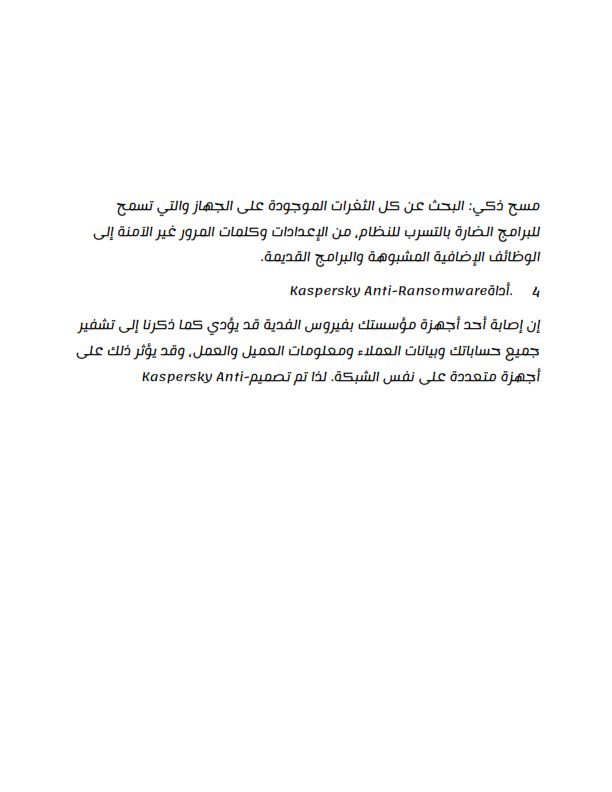 مسح ذكي: البحث عن كل الثغرات الموجودة على الجهاز والتي تسمح
للبرامج الضارة بالتسرب للنظام، من الإعدادات وكلمات المرور غير الآمنة إلى
الوظائف الإضافية المشبوهة والبرامج القديمة.
4 .أداةKaspersky Anti-Ransomware
إن إصابة أحد أجهزة مؤسستك بفيروس الفدية قد يؤدي كما ذكرنا إلى تشفير
جميع حساباتك وبيانات العملاء ومعلومات العميل والعمل، وقد يؤثر ذلك على
أجهزة متعددة على نفس الشبكة. لذا تم تصميم-Kaspersky Anti